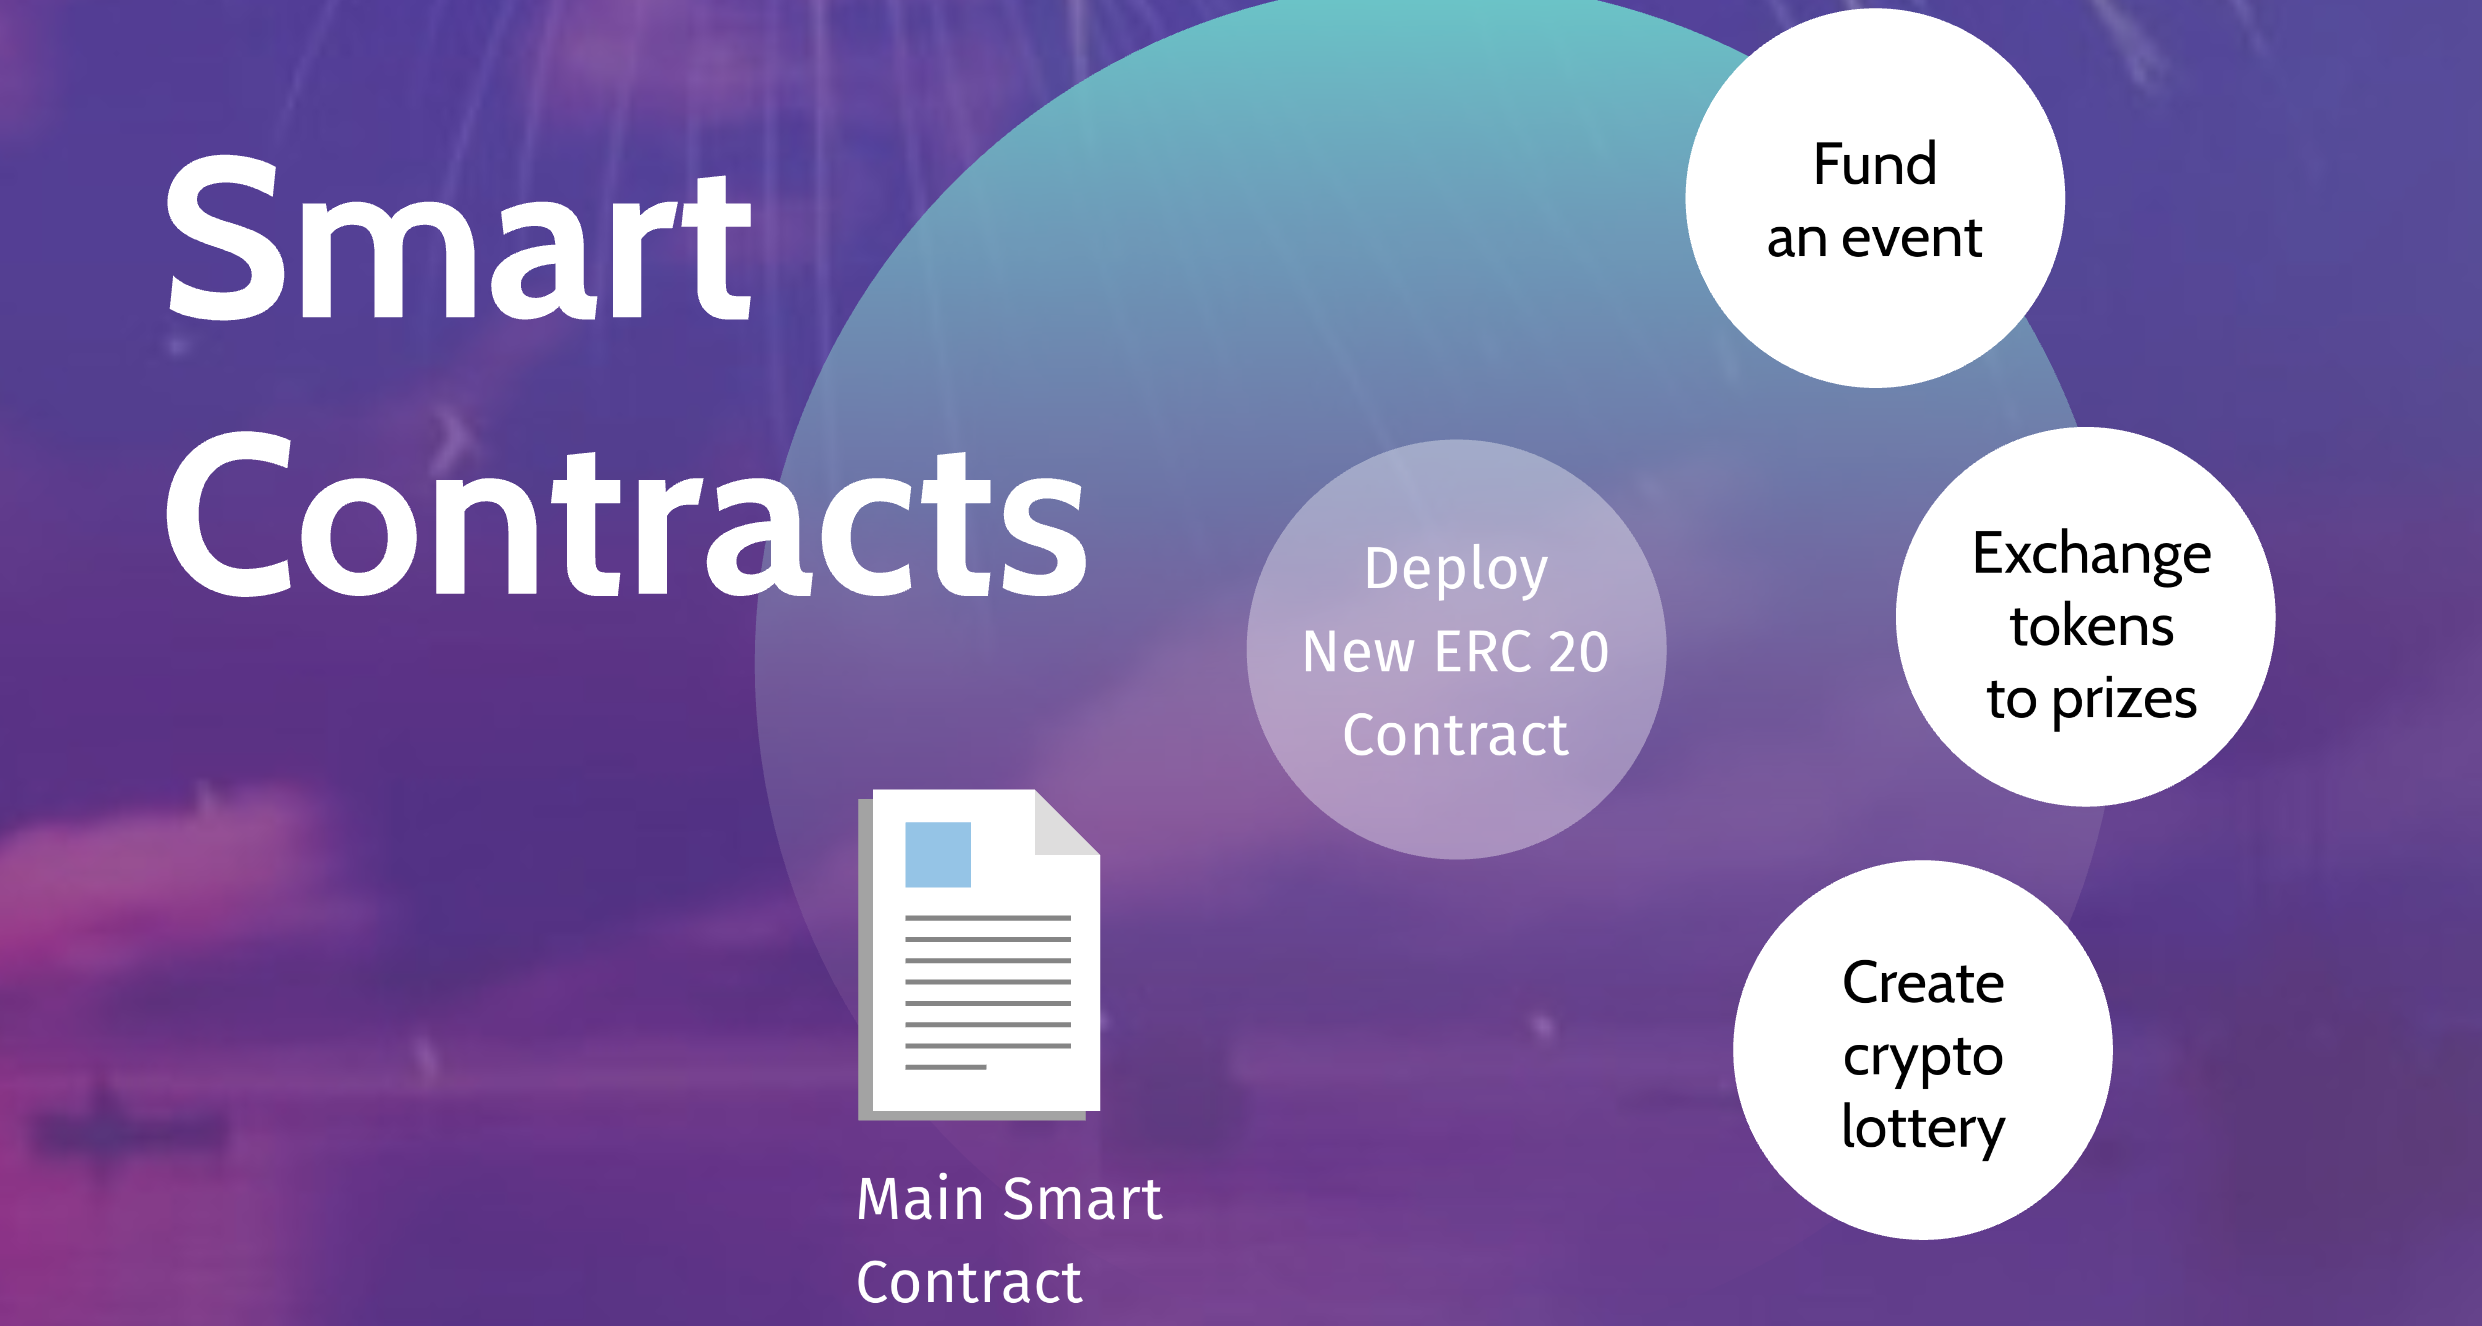 Smart
Contracts
Fund
an event
Deploy
New ERC 20
Contract
Exchange
tokens
to prizes
Create
crypto
lottery
Main Smart
Contract